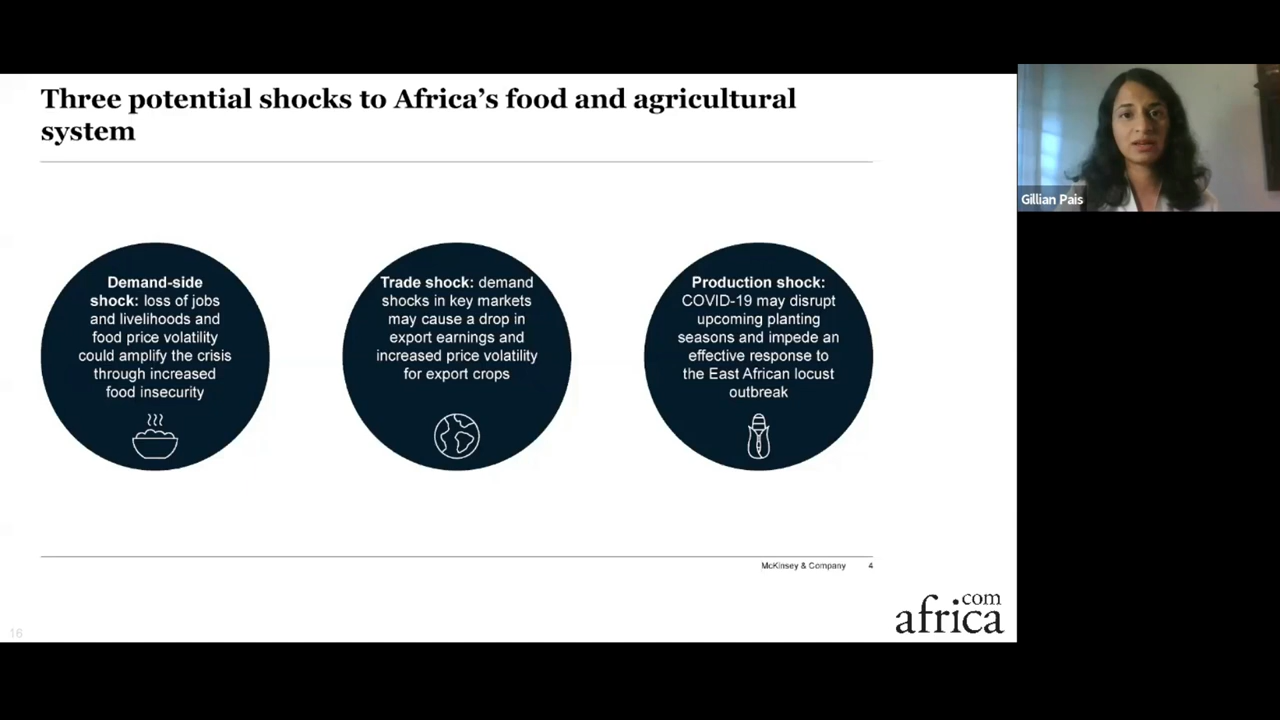 Three potential shocks to Africa’s food and agricultural
system
Demand-side
shock: loss of jobs
and livelihoods and
food price volatility
could amplify the crisis
through increased
food insecurity
Trade shock: demand
shocks in key markets
may cause a drop in
export earnings and
increased price volatility
for export crops
Production shock:
COVID-19 may disrupt
upcoming planting
seasons and impede an
effective response to
the East African locust
outbreak
McKinsey & Company 4
.com
africa
16
Gillian Pais